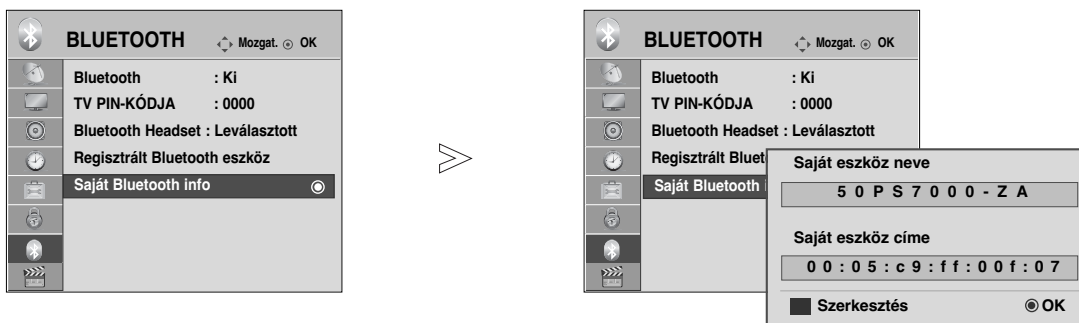 BLUETOOTH Mozgat. OK
Bluetooth : Ki
TV PIN-KÓDJA : 0000
Bluetooth Headset : Leválasztott
Regisztrált Bluetooth eszköz
Saját Bluetooth info
BLUETOOTH Mozgat. OK
Bluetooth : Ki
TV PIN-KÓDJA : 0000
Bluetooth Headset : Leválasztott
Regisztrált Bluet
Saját Bluetooth
Saját eszköz neve
50PS7000-ZA
Saját eszköz címe
00:05:c9:ff:00f:07
Szerkesztés OK